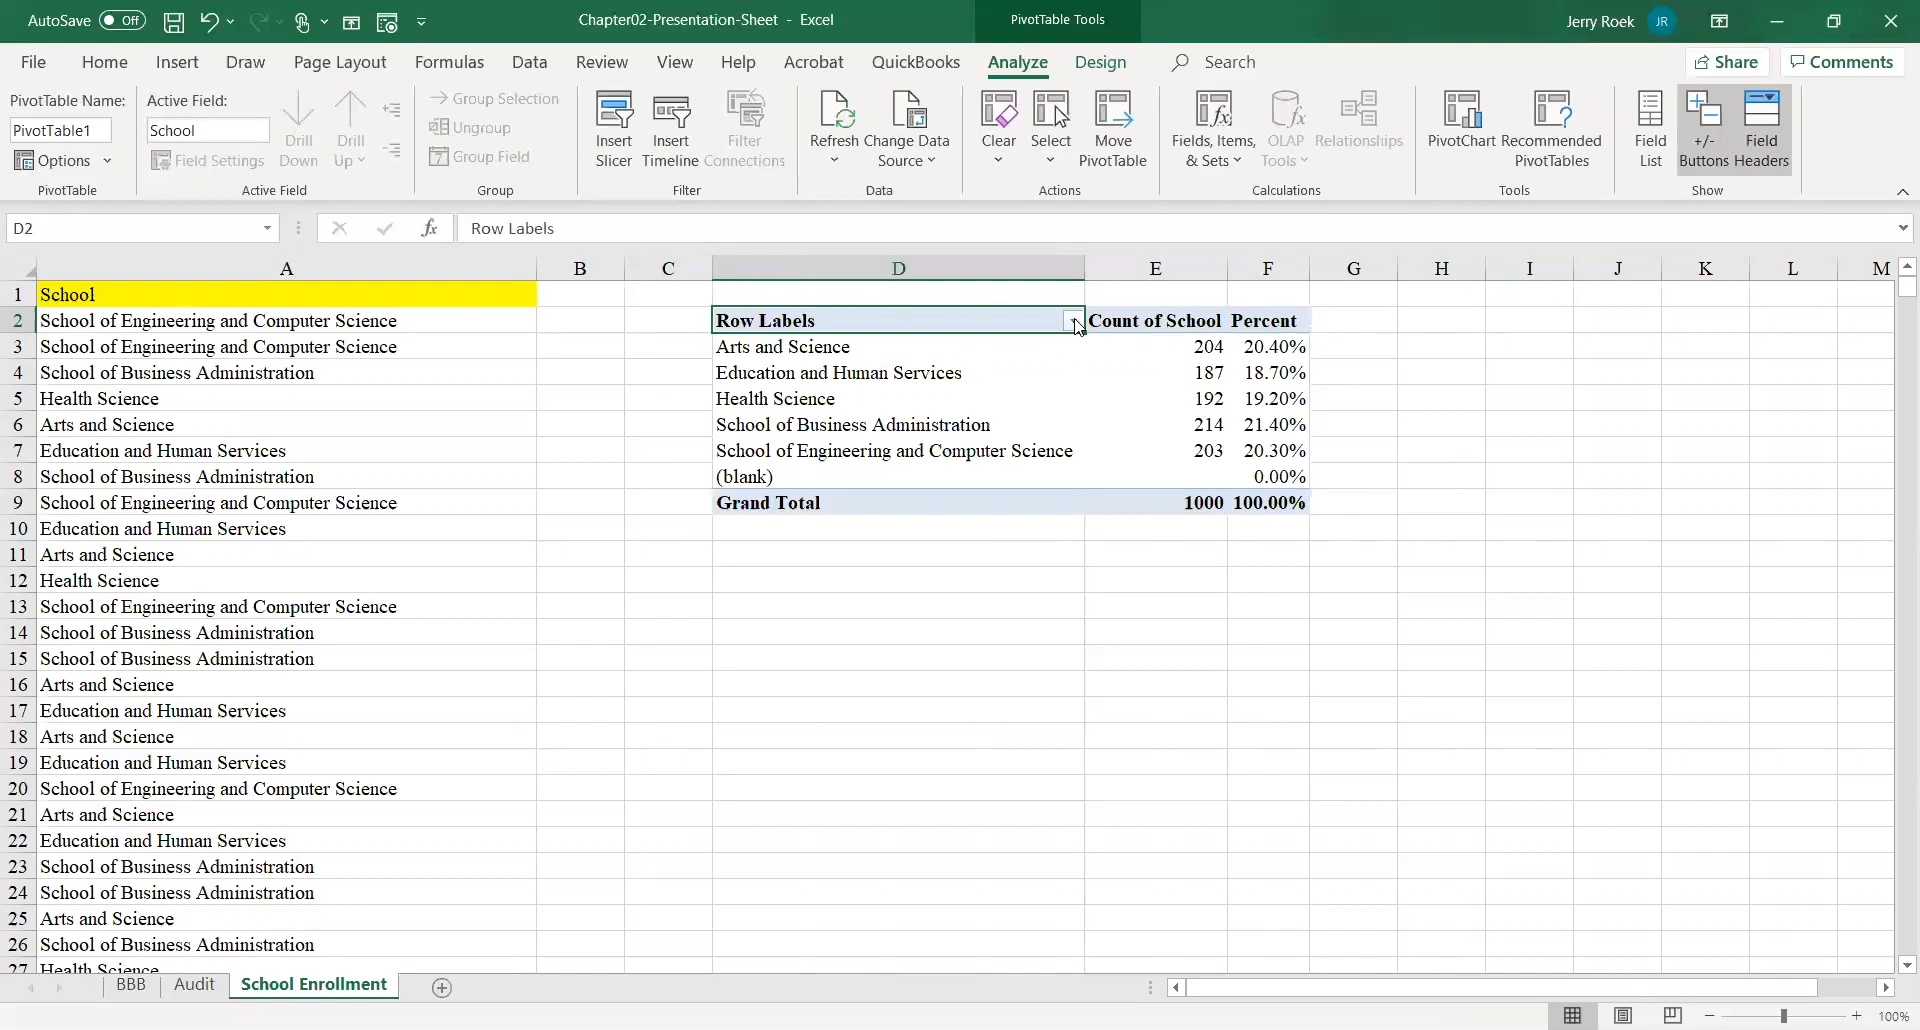 AutoSave Off
Chapter02-Presentation-Sheet - Excel
PivotTable Tools
Jerry Roek JR
File Home Insert Draw Page Layout Formulas Data Review View Help Acrobat QuickBooks Analyze Design Search Share Comments
PivotTable Name:
PivotTable1
Options
PivotTable
Active Field:
School
Field Settings
Drill Down
Drill Up
Active Field
Group Selection
Ungroup
Group Field
Group
Insert Slicer
Insert Timeline
Filter Connections
Filter
Refresh
Change Data Source
Data
Clear
Select
Move PivotTable
Actions
Fields, Items, & Sets
OLAP Tools
Relationships
Calculations
PivotChart
Recommended PivotTables
Tools
Field List
+/- Buttons
Field Headers
Show
D2 fx Row Labels
A B C D E F G H I J K L M
1 School
2 School of Engineering and Computer Science Row Labels Count of School Percent
3 School of Engineering and Computer Science Arts and Science 204 20.40%
4 School of Business Administration Education and Human Services 187 18.70%
5 Health Science Health Science 192 19.20%
6 Arts and Science School of Business Administration 214 21.40%
7 Education and Human Services School of Engineering and Computer Science 203 20.30%
8 School of Business Administration (blank) 0.00%
9 School of Engineering and Computer Science Grand Total 1000 100.00%
10 Education and Human Services
11 Arts and Science
12 Health Science
13 School of Engineering and Computer Science
14 School of Business Administration
15 School of Business Administration
16 Arts and Science
17 Education and Human Services
18 Arts and Science
19 Education and Human Services
20 School of Engineering and Computer Science
21 Arts and Science
22 Education and Human Services
23 School of Business Administration
24 School of Business Administration
25 Arts and Science
26 School of Business Administration
27 Health Science
BBB Audit School Enrollment
100%